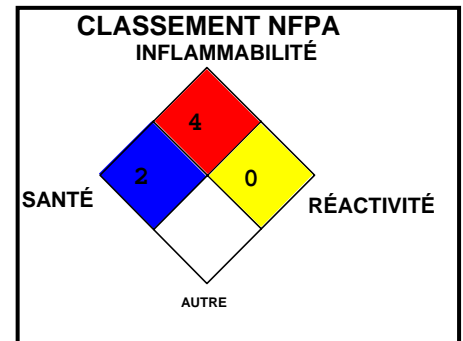 CLASSEMENT NFPA
INFLAMMABILITÉ
4
2 0
SANTÉ RÉACTIVITÉ
AUTRE